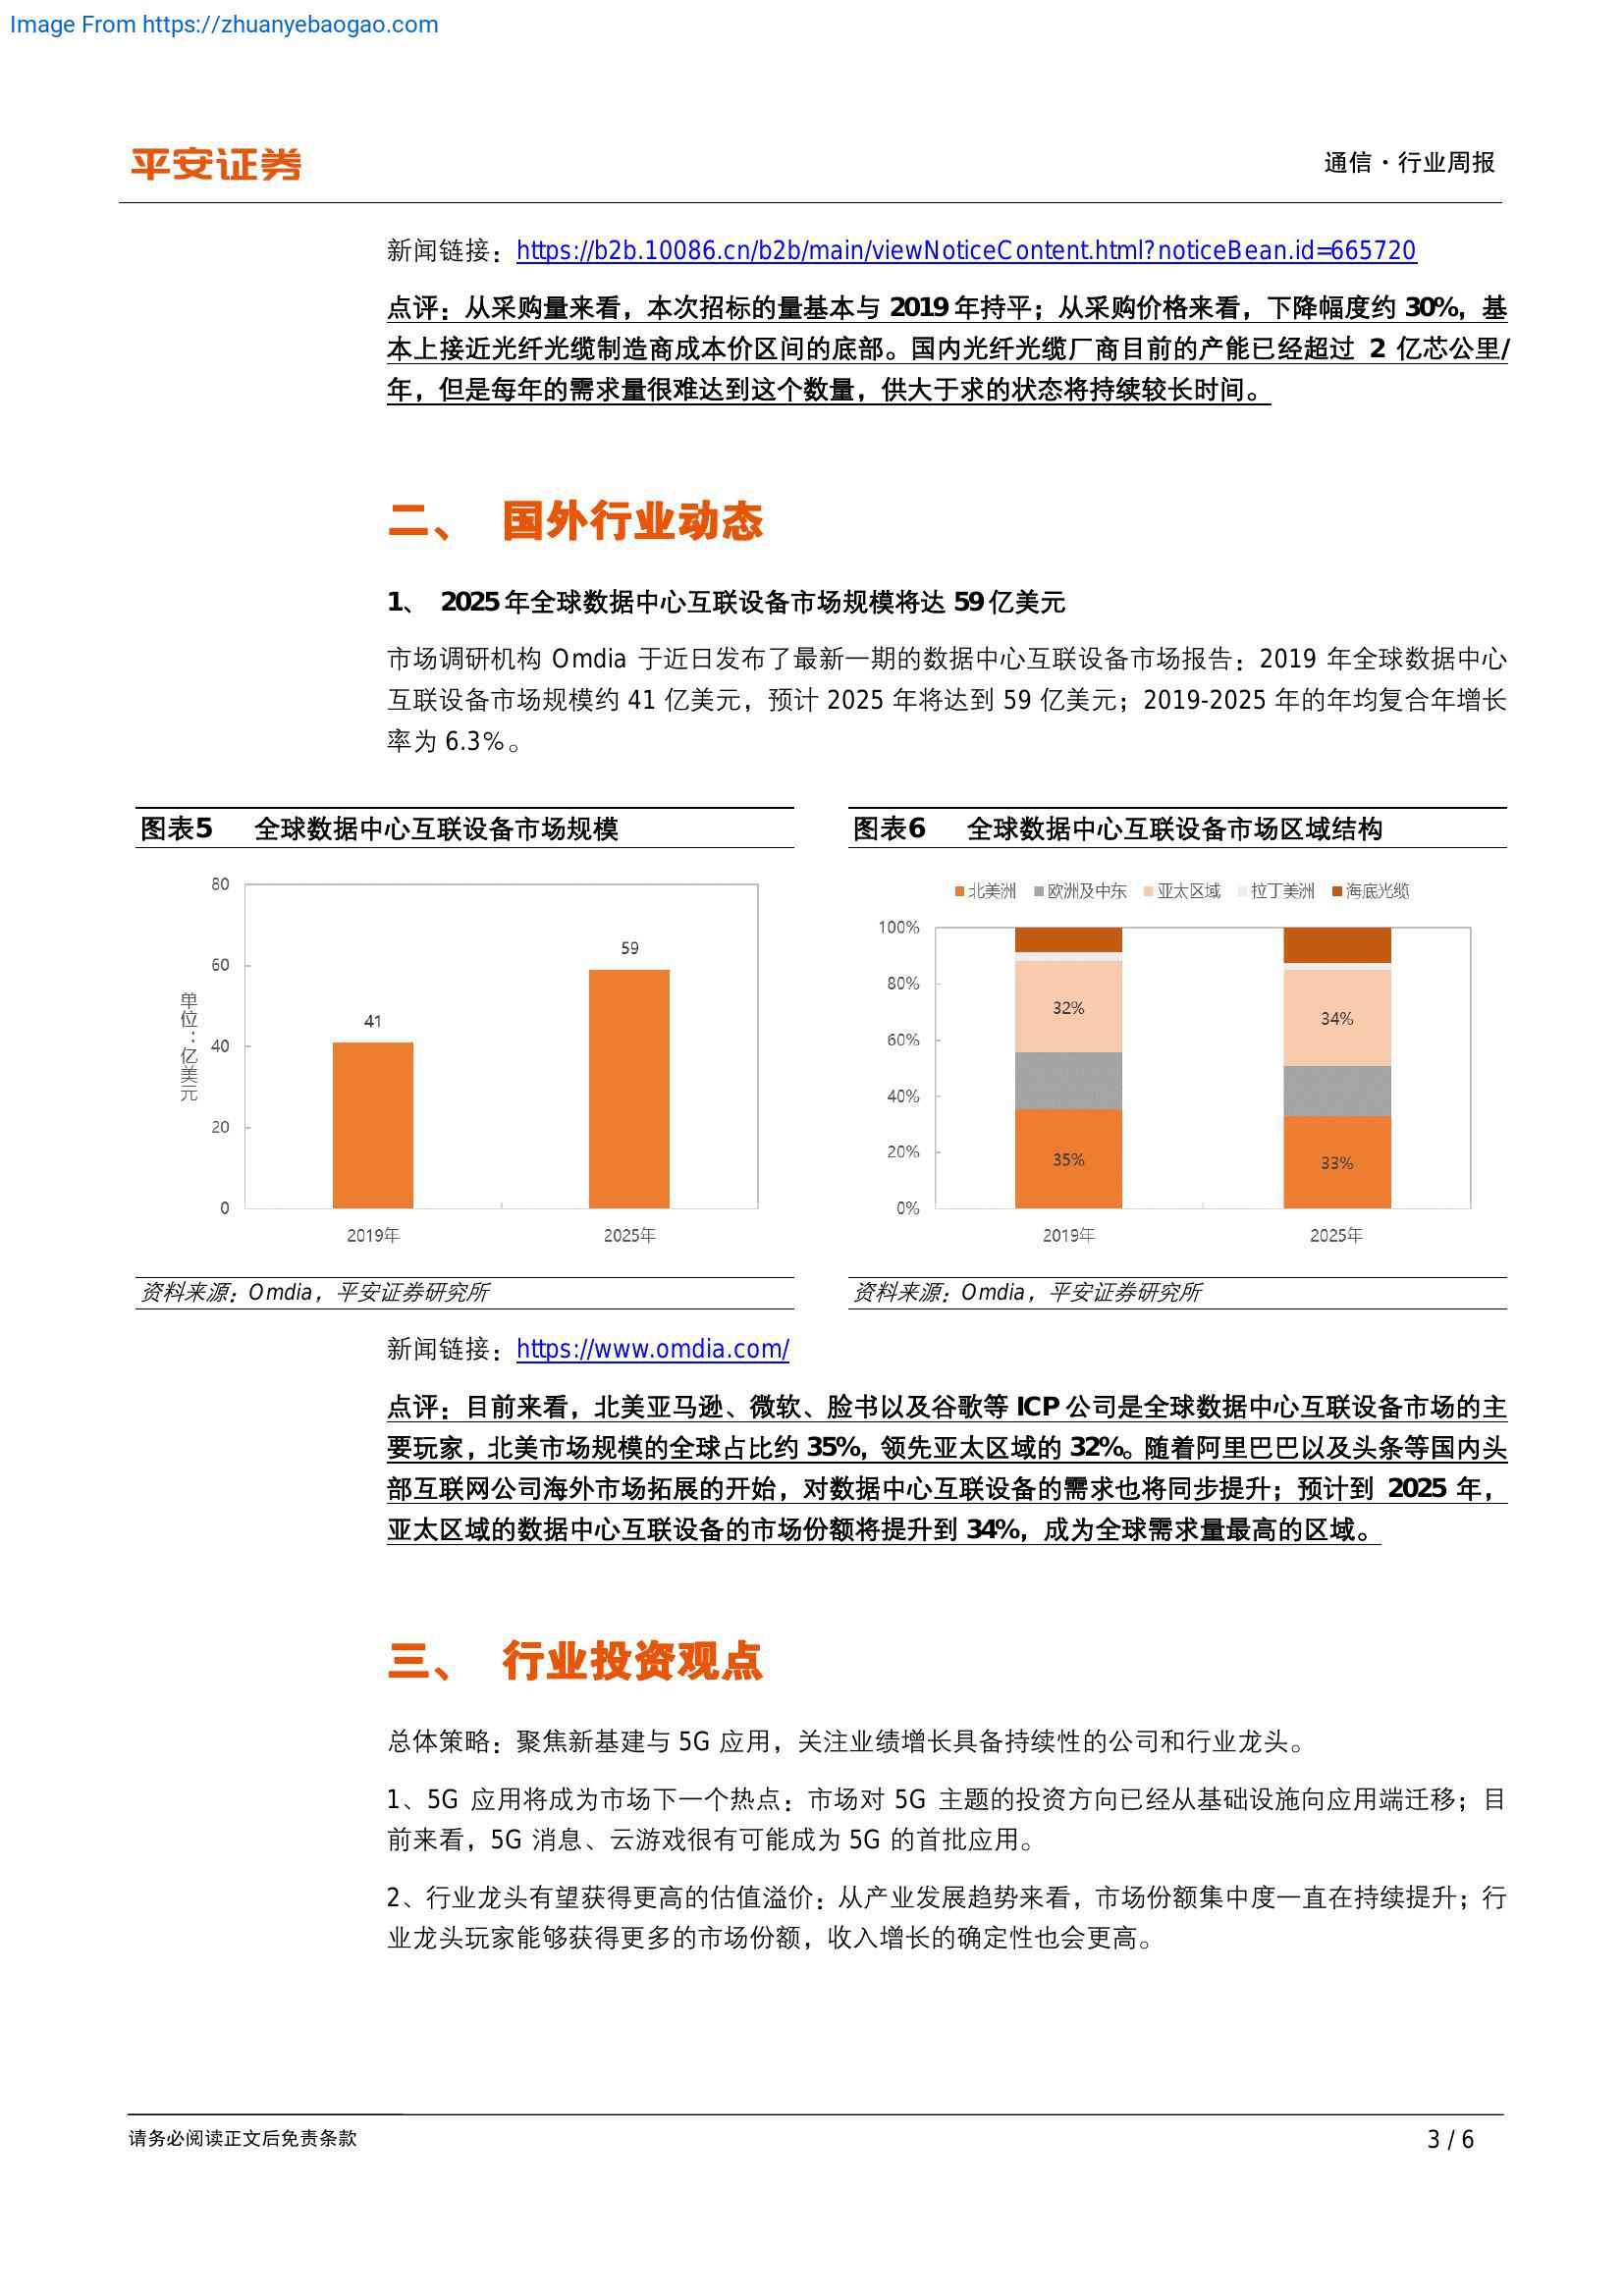 Image From https://zhuanyebaogao.com
平安证券
通信·行业周报
新闻链接：https://b2b.10086.cn/b2b/main/viewNoticeContent.html?noticeBean.id=665720
点评：从采购量来看，本次招标的量基本与 2019 年持平；从采购价格来看，下降幅度约 30%，基
本上接近光纤光缆制造商成本价区间的底部。国内光纤光缆厂商目前的产能已经超过 2 亿芯公里/
年，但是每年的需求量很难达到这个数量，供大于求的状态将持续较长时间。
二、 国外行业动态
1、 2025 年全球数据中心互联设备市场规模将达 59 亿美元
市场调研机构 Omdia 于近日发布了最新一期的数据中心互联设备市场报告：2019 年全球数据中心
互联设备市场规模约 41 亿美元，预计 2025 年将达到 59 亿美元；2019-2025 年的年均复合年增长
率为 6.3%。
图表5 全球数据中心互联设备市场规模
80
60
40
20
0
单位：亿美元
41
59
2019年
2025年
资料来源：Omdia，平安证券研究所
图表6 全球数据中心互联设备市场区域结构
北美洲 欧洲及中东 亚太区域 拉丁美洲 海底光缆
100%
80%
60%
40%
20%
0%
32%
34%
35%
33%
2019年
2025年
资料来源：Omdia，平安证券研究所
新闻链接：https://www.omdia.com/
点评：目前来看，北美亚马逊、微软、脸书以及谷歌等 ICP 公司是全球数据中心互联设备市场的主
要玩家，北美市场规模的全球占比约 35%，领先亚太区域的 32%。随着阿里巴巴以及头条等国内头
部互联网公司海外市场拓展的开始，对数据中心互联设备的需求也将同步提升；预计到 2025 年，
亚太区域的数据中心互联设备的市场份额将提升到 34%，成为全球需求量最高的区域。
三、 行业投资观点
总体策略：聚焦新基建与 5G 应用，关注业绩增长具备持续性的公司和行业龙头。
1、5G 应用将成为市场下一个热点：市场对 5G 主题的投资方向已经从基础设施向应用端迁移；目
前来看，5G 消息、云游戏很有可能成为 5G 的首批应用。
2、行业龙头有望获得更高的估值溢价：从产业发展趋势来看，市场份额集中度一直在持续提升；行
业龙头玩家能够获得更多的市场份额，收入增长的确定性也会更高。
请务必阅读正文后免责条款
3 / 6